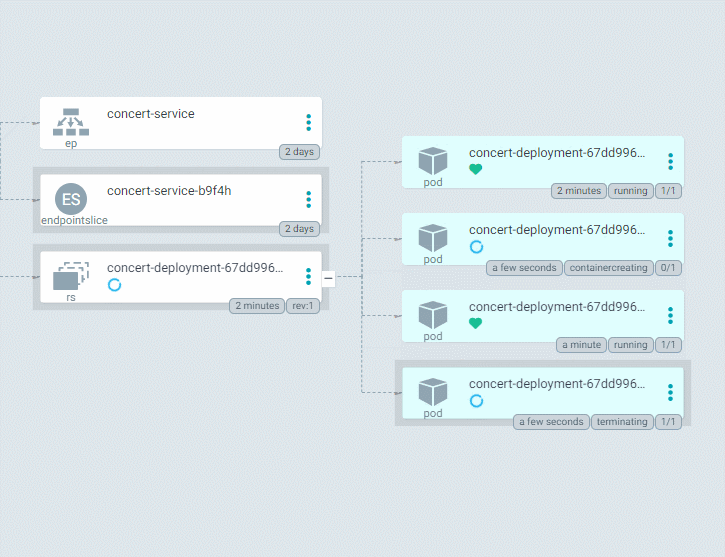 concert-service
ep
2 days
ES
concert-service-b9f4h
endpointslice
2 days
concert-deployment-67dd996...
rs
2 minutes rev:1
concert-deployment-67dd996...
pod
2 minutes running 1/1
concert-deployment-67dd996...
pod
a few seconds containercreating 0/1
concert-deployment-67dd996...
pod
a minute running 1/1
concert-deployment-67dd996...
pod
a few seconds terminating 1/1